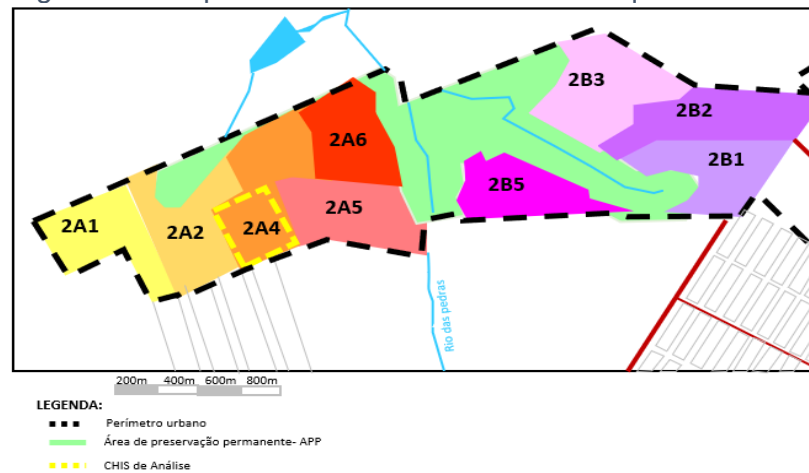 2B3
2B2
2A6
2B1
2B5
2A5
2A1
2A2
2A4
Rio das pedras
200m 400m 600m 800m
LEGENDA:
Perímetro urbano
Área de preservação permanente- APP
CHIS de Análise